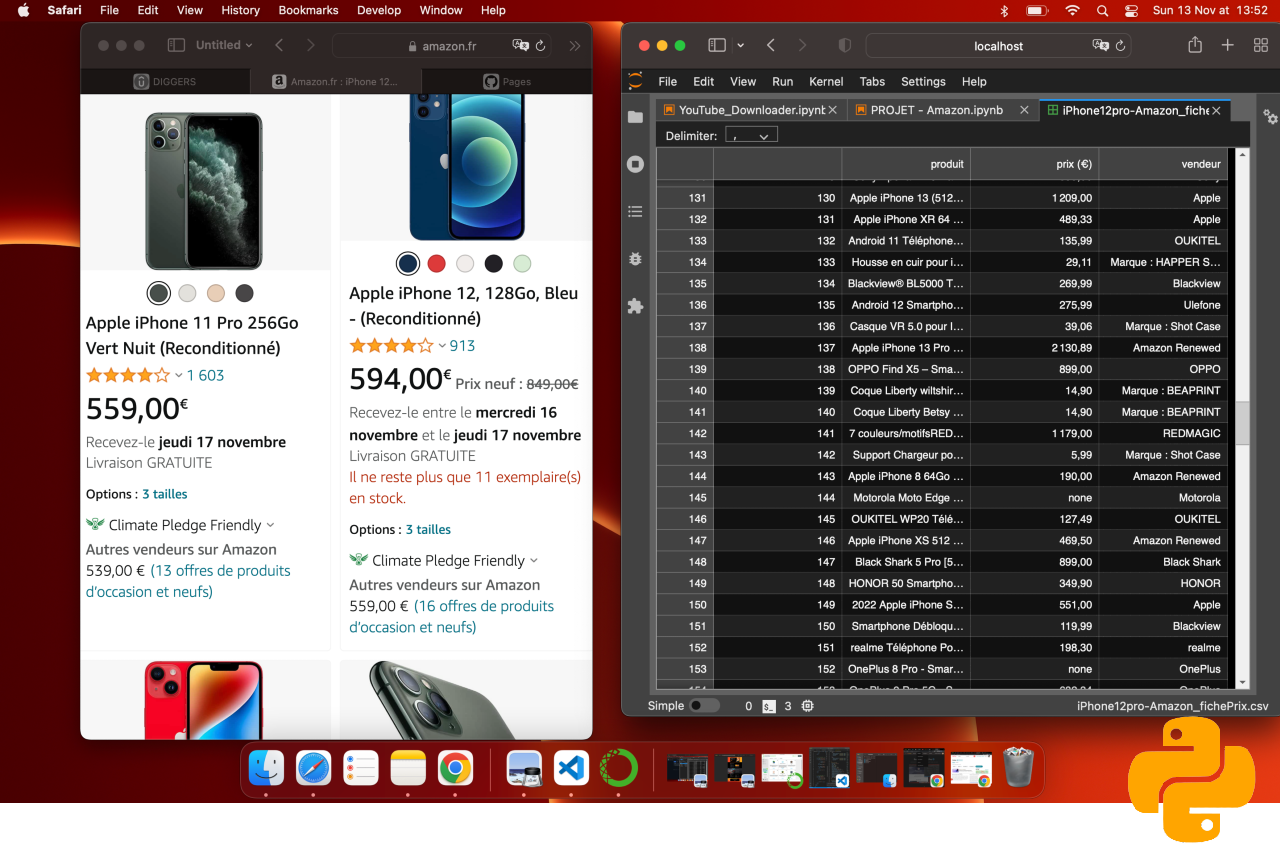 Safari File Edit View History Bookmarks Develop Window Help
Sun 13 Nov at 13:52
Untitled
amazon.fr
DIGGERS
Amazon.fr : iPhone 12...
Pages
Apple iPhone 11 Pro 256Go
Vert Nuit (Reconditionné)
1 603
559,00€
Recevez-le jeudi 17 novembre
Livraison GRATUITE
Options : 3 tailles
Climate Pledge Friendly
Autres vendeurs sur Amazon
539,00 € (13 offres de produits
d'occasion et neufs)
Apple iPhone 12, 128Go, Bleu
- (Reconditionné)
913
594,00€ Prix neuf : 849,00€
Recevez-le entre le mercredi 16
novembre et le jeudi 17 novembre
Livraison GRATUITE
Il ne reste plus que 11 exemplaire(s)
en stock.
Options : 3 tailles
Climate Pledge Friendly
Autres vendeurs sur Amazon
559,00 € (16 offres de produits
d'occasion et neufs)
localhost
File Edit View Run Kernel Tabs Settings Help
YouTube_Downloader.ipynb
PROJET - Amazon.ipynb
iPhone12pro-Amazon_fiche
Delimiter: ,
produit prix (€) vendeur
131 130 Apple iPhone 13 (512... 1 209,00 Apple
132 131 Apple iPhone XR 64 ... 489,33 Apple
133 132 Android 11 Téléphone... 135,99 OUKITEL
134 133 Housse en cuir pour i... 29,11 Marque : HAPPER S...
135 134 Blackview® BL5000 T... 269,99 Blackview
136 135 Android 12 Smartpho... 275,99 Ulefone
137 136 Casque VR 5.0 pour l... 39,06 Marque : Shot Case
138 137 Apple iPhone 13 Pro ... 2 130,89 Amazon Renewed
139 138 OPPO Find X5 – Sma... 899,00 OPPO
140 139 Coque Liberty wiltshir... 14,90 Marque : BEAPRINT
141 140 Coque Liberty Betsy ... 14,90 Marque : BEAPRINT
142 141 7 couleurs/motifsRED... 1 179,00 REDMAGIC
143 142 Support Chargeur po... 5,99 Marque : Shot Case
144 143 Apple iPhone 8 64Go ... 190,00 Amazon Renewed
145 144 Motorola Moto Edge ... none Motorola
146 145 OUKITEL WP20 Télé... 127,49 OUKITEL
147 146 Apple iPhone XS 512 ... 469,50 Amazon Renewed
148 147 Black Shark 5 Pro [5... 899,00 Black Shark
149 148 HONOR 50 Smartpho... 349,90 HONOR
150 149 2022 Apple iPhone S... 551,00 Apple
151 150 Smartphone Débloqu... 119,99 Blackview
152 151 realme Téléphone Po... 198,30 realme
153 152 OnePlus 8 Pro - Smar... none OnePlus
Simple 0 3
iPhone12pro-Amazon_fichePrix.csv